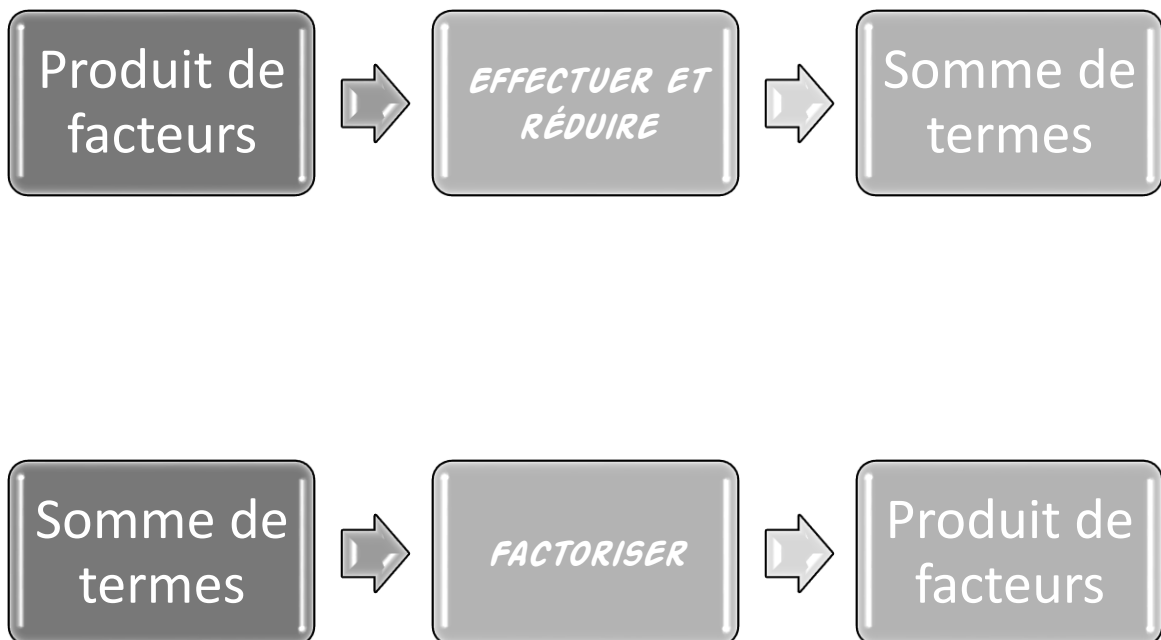 Produit de
facteurs
EFFECTUER ET
RÉDUIRE
Somme de
termes
Somme de
termes
FACTORISER
Produit de
facteurs